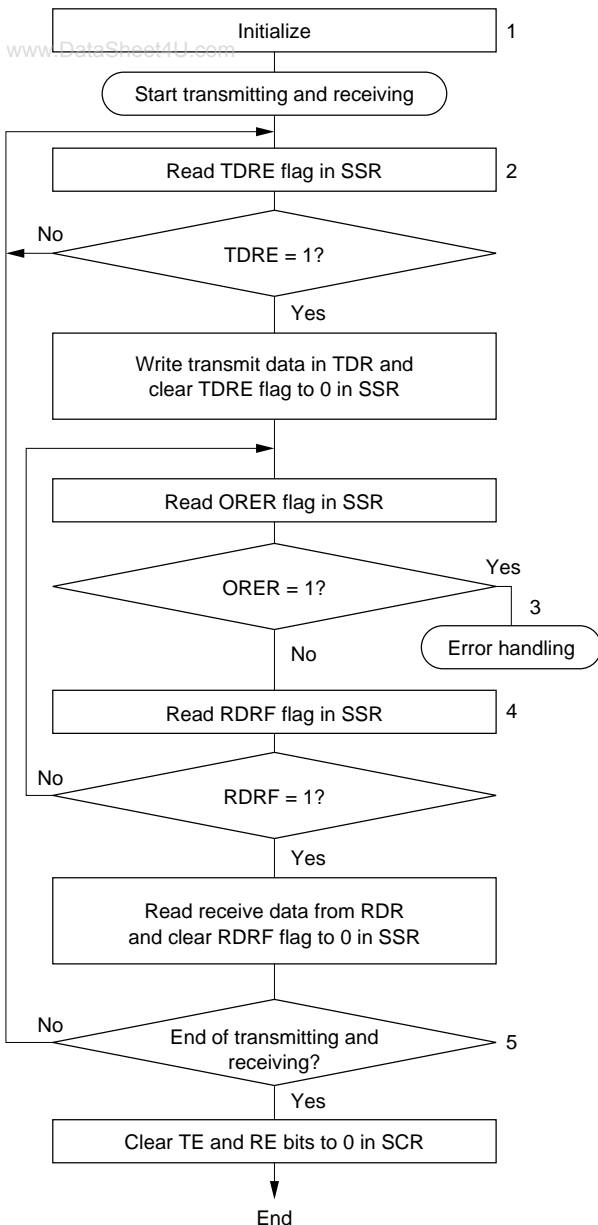 Initialize 1
www.DataSheet4U.com
Start transmitting and receiving
Read TDRE flag in SSR 2
No
TDRE = 1?
Yes
Write transmit data in TDR and
clear TDRE flag to 0 in SSR
Read ORER flag in SSR
Yes
ORER = 1?
3
No
Error handling
Read RDRF flag in SSR 4
No
RDRF = 1?
Yes
Read receive data from RDR
and clear RDRF flag to 0 in SSR
No
End of transmitting and 5
receiving?
Yes
Clear TE and RE bits to 0 in SCR
End